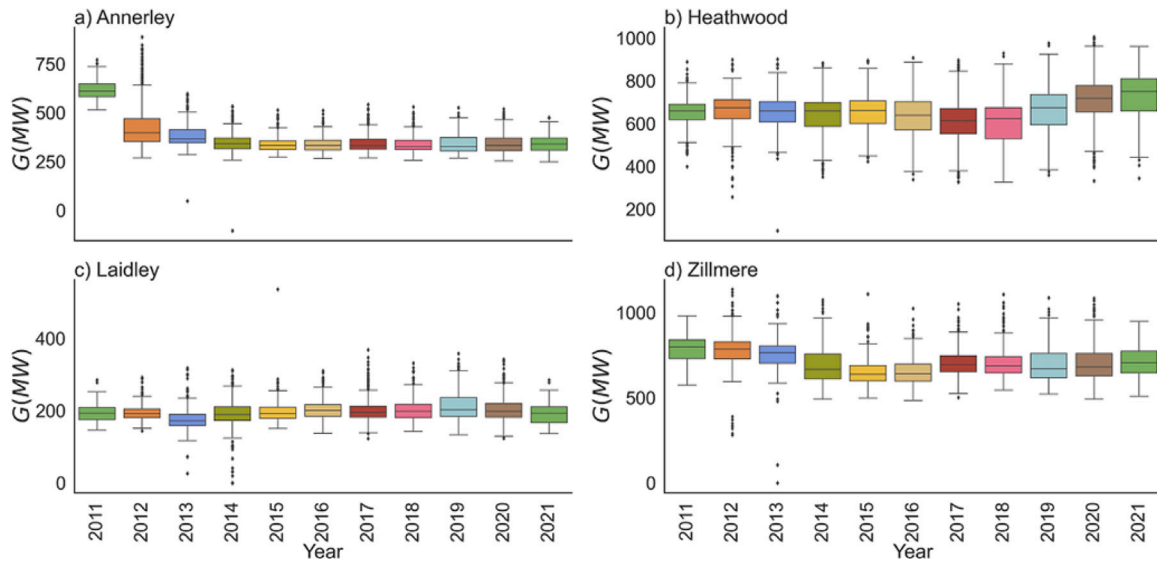 a) Annerley
G(MW)
750
500
250
0
b) Heathwood
G(MW)
1000
800
600
400
200
c) Laidley
G(MW)
400
200
0
2011 2012 2013 2014 2015 2016 2017 2018 2019 2020 2021
Year
d) Zillmere
G(MW)
1000
500
0
2011 2012 2013 2014 2015 2016 2017 2018 2019 2020 2021
Year